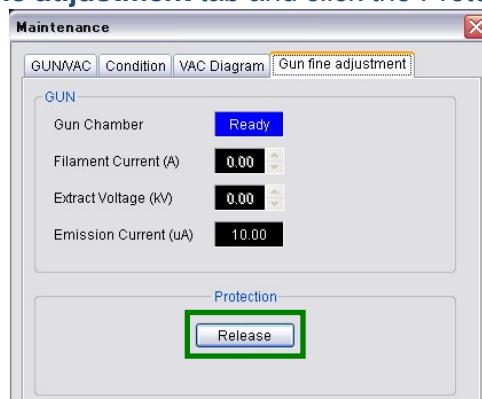 adjustment tab and click the
Maintenance
GUN/VAC Condition VAC Diagram Gun fine adjustment
GUN
Gun Chamber Ready
Filament Current (A) 0.00
Extract Voltage (kV) 0.00
Emission Current (uA) 10.00
Protection
Release